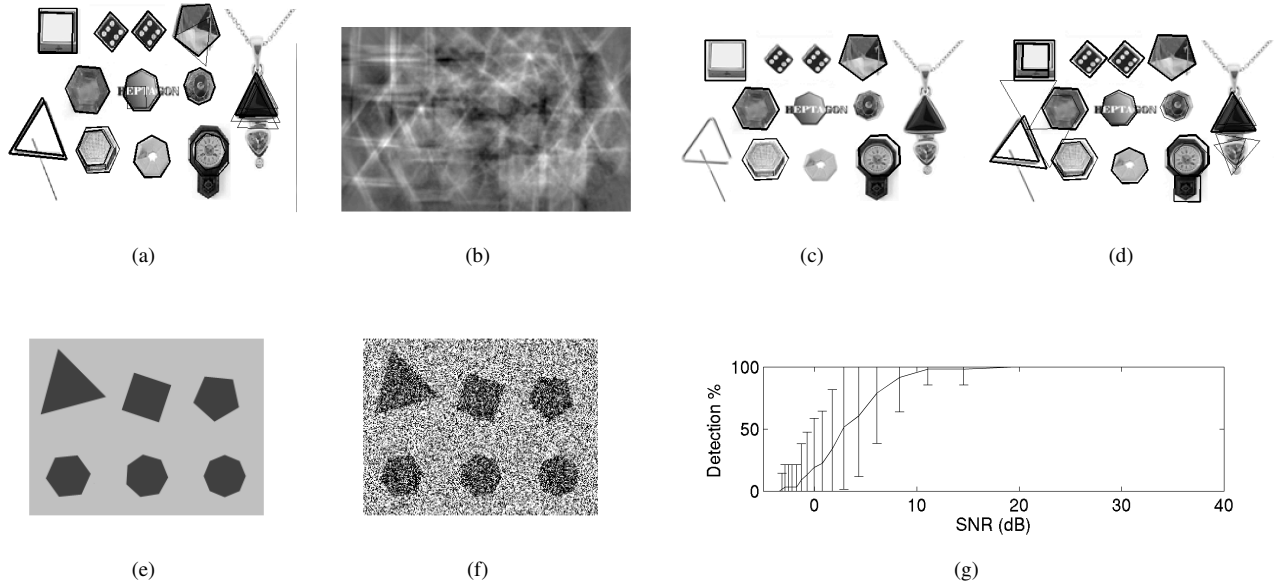 HEPTAGON
HEPTAGON
HEPTAGON
(a)
(b)
(c)
(d)
Detection %
100
50
0
0
10
20
30
40
SNR (dB)
(e)
(f)
(g)